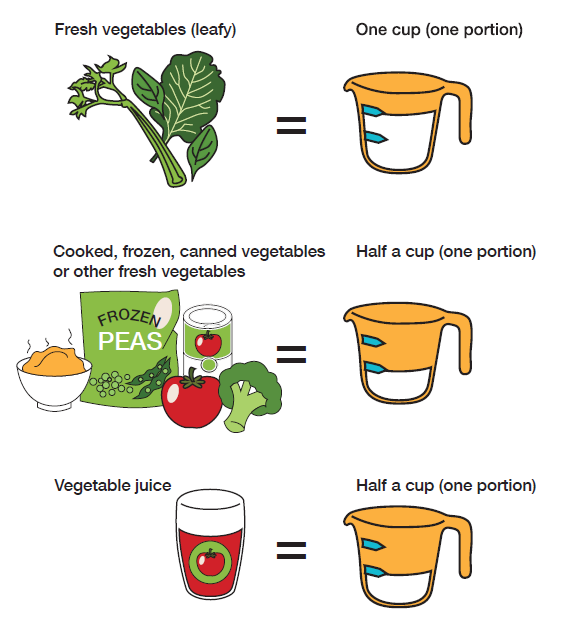 Fresh vegetables (leafy)
One cup (one portion)
=
Cooked, frozen, canned vegetables
or other fresh vegetables
Half a cup (one portion)
FROZEN
PEAS
=
Vegetable juice
Half a cup (one portion)
=